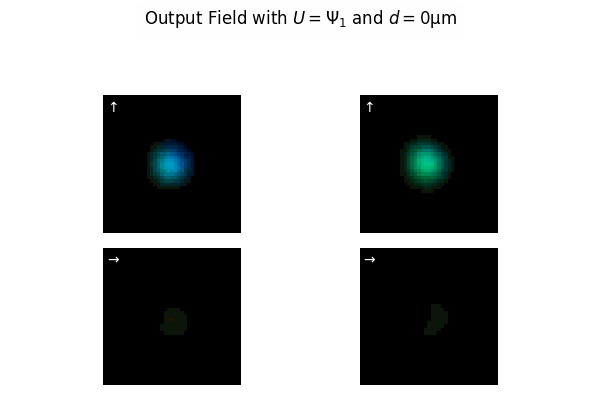 Output Field with U = Ψ₁ and d = 0μm
↑ ↑
→ →